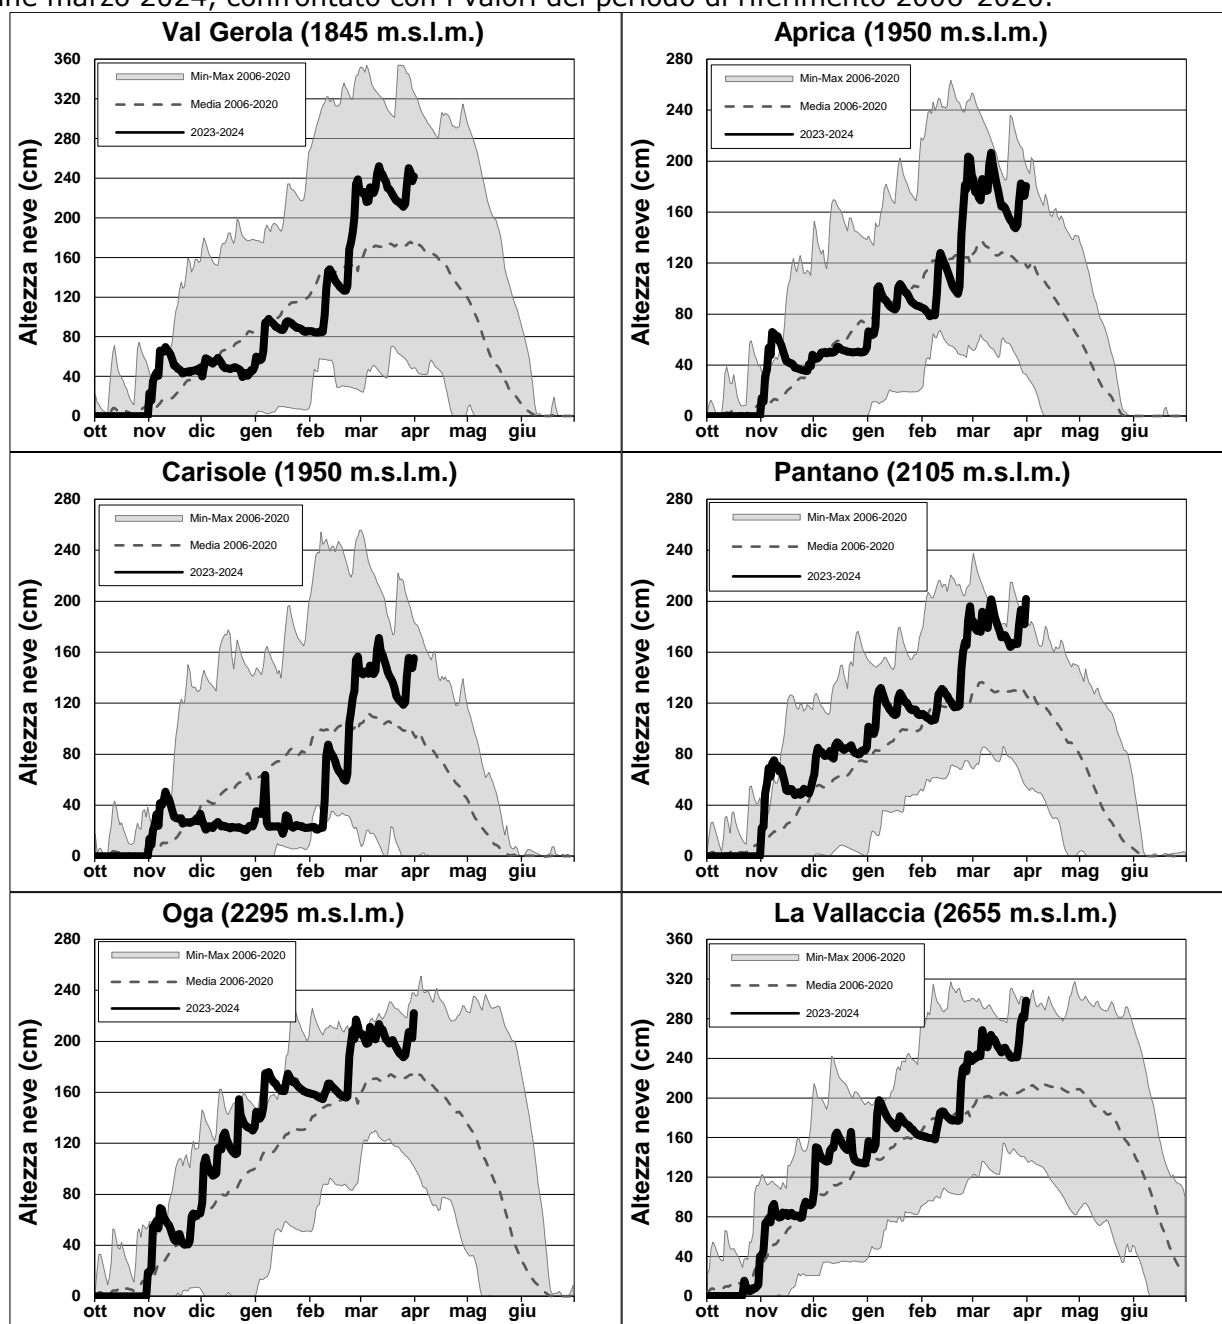 ine marzo 2024, confrontato con i valori del periodo di riferimento 2006-2020.
Val Gerola (1845 m.s.l.m.)
Altezza neve (cm)
360
320
280
240
200
160
120
80
40
0
Min-Max 2006-2020
Media 2006-2020
2023-2024
ott nov dic gen feb mar apr mag giu
Aprica (1950 m.s.l.m.)
Altezza neve (cm)
280
240
200
160
120
80
40
0
Min-Max 2006-2020
Media 2006-2020
2023-2024
ott nov dic gen feb mar apr mag giu
Carisole (1950 m.s.l.m.)
Altezza neve (cm)
280
240
200
160
120
80
40
0
Min-Max 2006-2020
Media 2006-2020
2023-2024
ott nov dic gen feb mar apr mag giu
Pantano (2105 m.s.l.m.)
Altezza neve (cm)
280
240
200
160
120
80
40
0
Min-Max 2006-2020
Media 2006-2020
2023-2024
ott nov dic gen feb mar apr mag giu
Oga (2295 m.s.l.m.)
Altezza neve (cm)
280
240
200
160
120
80
40
0
Min-Max 2006-2020
Media 2006-2020
2023-2024
ott nov dic gen feb mar apr mag giu
La Vallaccia (2655 m.s.l.m.)
Altezza neve (cm)
360
320
280
240
200
160
120
80
40
0
Min-Max 2006-2020
Media 2006-2020
2023-2024
ott nov dic gen feb mar apr mag giu